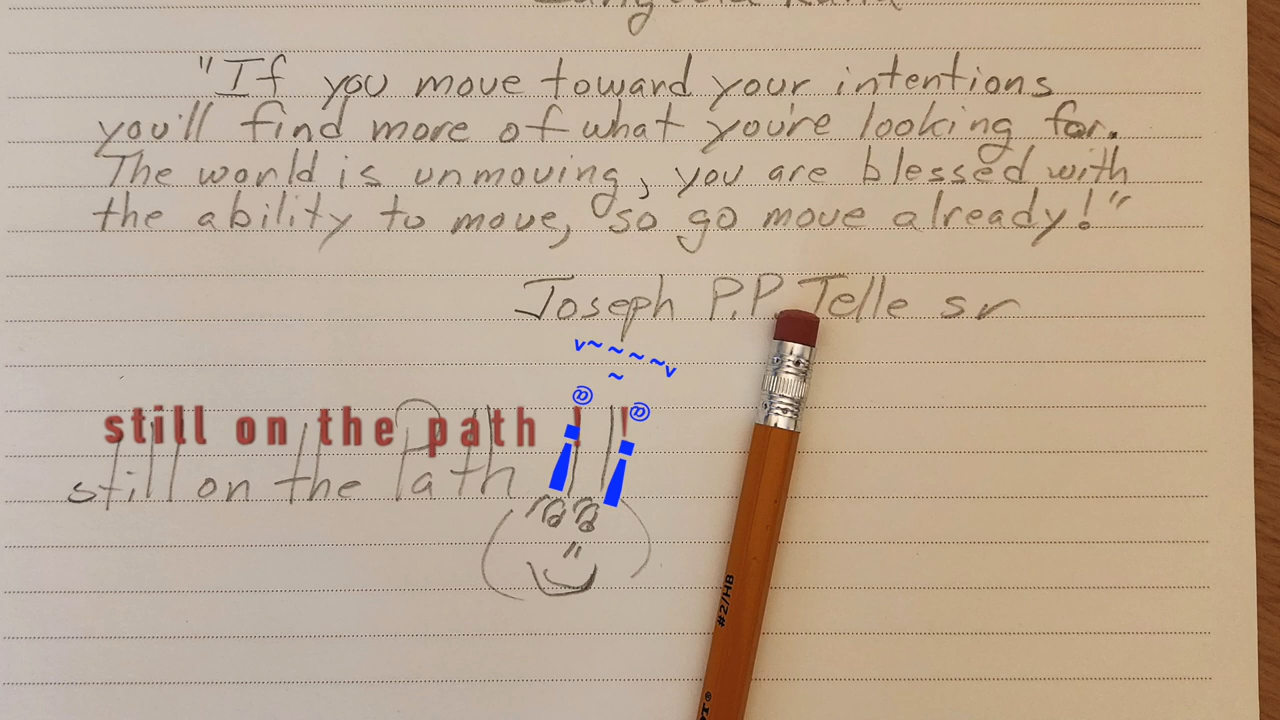 "If you move toward your intentions
you'll find more of what you're looking for.
The world is unmoving, you are blessed with
the ability to move, so go move already!"
Joseph P.P. Jelle sr
still on the path !!
still on the Path
#2/HB